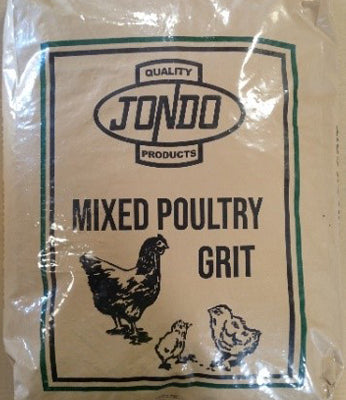 QUALITY
JONDO
PRODUCTS
MIXED POULTRY
GRIT